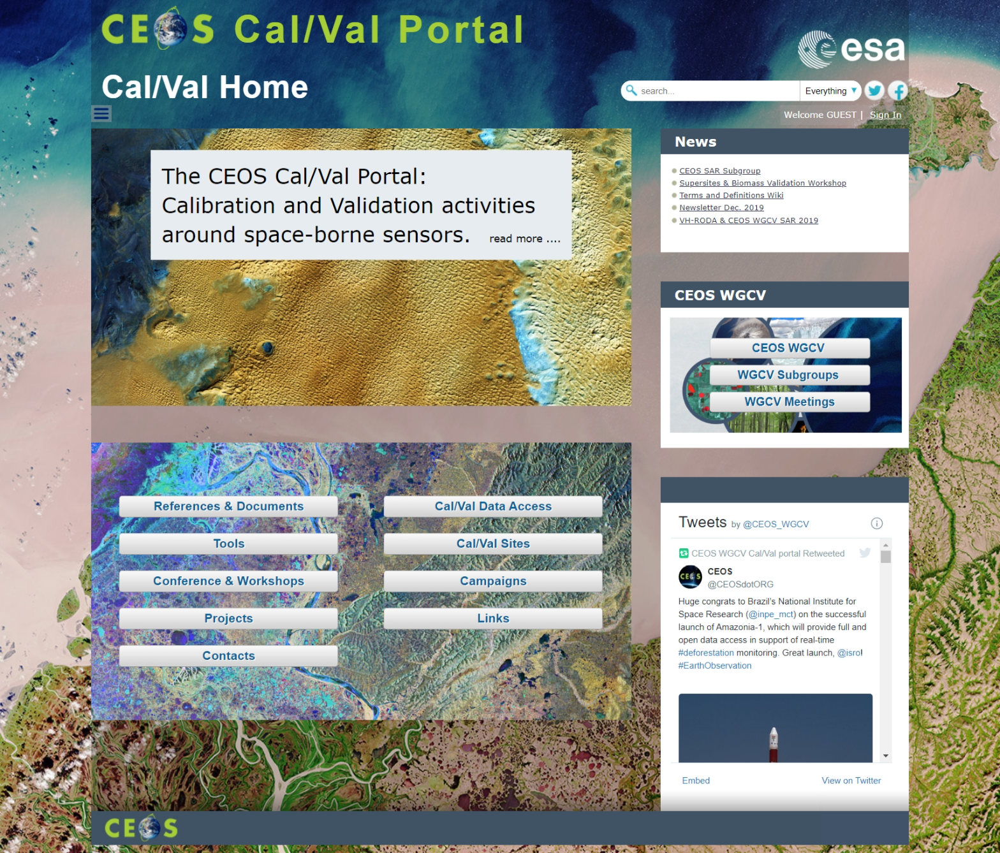 CEOS Cal/Val Portal
esa
Cal/Val Home
search...
Everything
Welcome GUEST | Sign In
The CEOS Cal/Val Portal:
Calibration and Validation activities
around space-borne sensors. read more ....
News
CEOS SAR Subgroup
Supersites & Biomass Validation Workshop
Terms and Definitions Wiki
Newsletter Dec. 2019
VH-RODA & CEOS WGCV SAR 2019
CEOS WGCV
CEOS WGCV
WGCV Subgroups
WGCV Meetings
References & Documents
Cal/Val Data Access
Tools
Cal/Val Sites
Conference & Workshops
Campaigns
Projects
Links
Contacts
Tweets by @CEOS_WGCV
CEOS WGCV Cal/Val portal Retweeted
CEOS
CEOS
@CEOSdotORG
Huge congrats to Brazil’s National Institute for
Space Research (@inpe_mct) on the successful
launch of Amazonia-1, which will provide full and
open data access in support of real-time
#deforestation monitoring. Great launch, @isro!
#EarthObservation
Embed
View on Twitter
CEOS